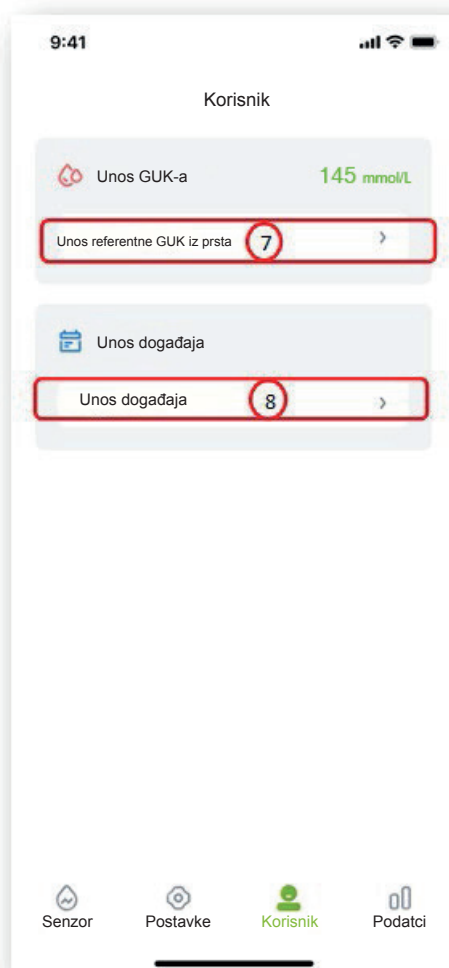 9:41
Korisnik
Unos GUK-a 145 mmol/L
Unos referentne GUK iz prsta 7
Unos događaja
Unos događaja 8
Senzor Postavke Korisnik Podatci